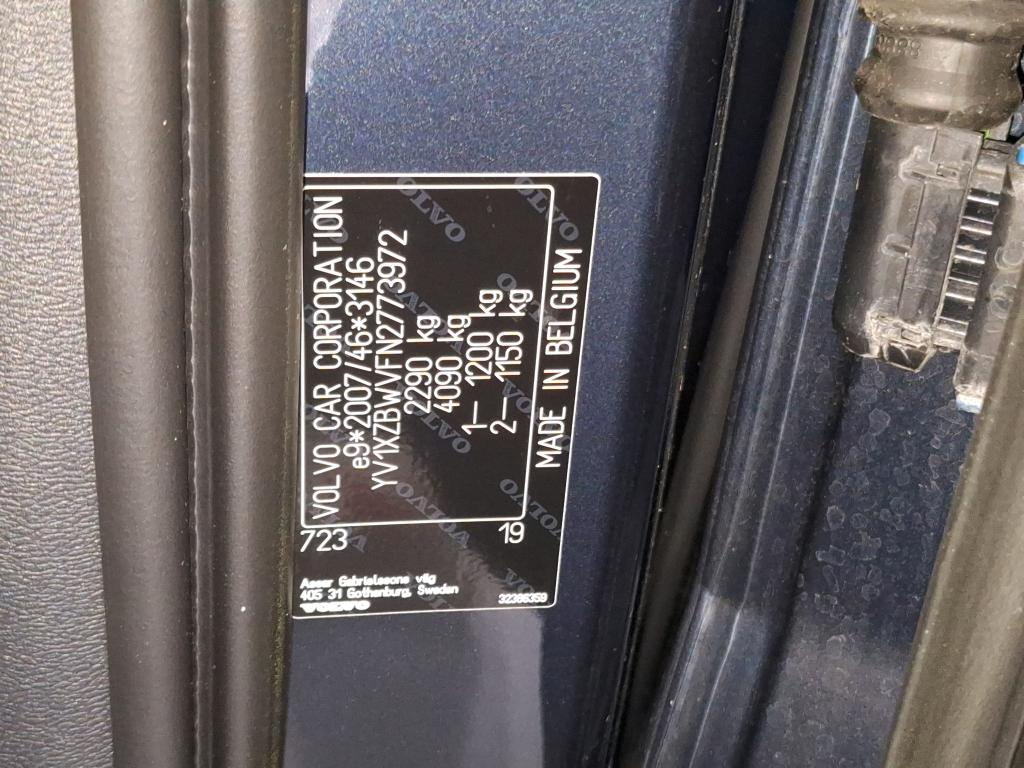 VOLVO CAR CORPORATION
e9*2007/46*3146
YV1XZBWVFN2773972
2290 kg
4090 kg
1– 1200 kg
2– 1150 kg
MADE IN BELGIUM
723
19
Assar Gabrielssons väg
405 31 Gothenburg, Sweden
VOLVO